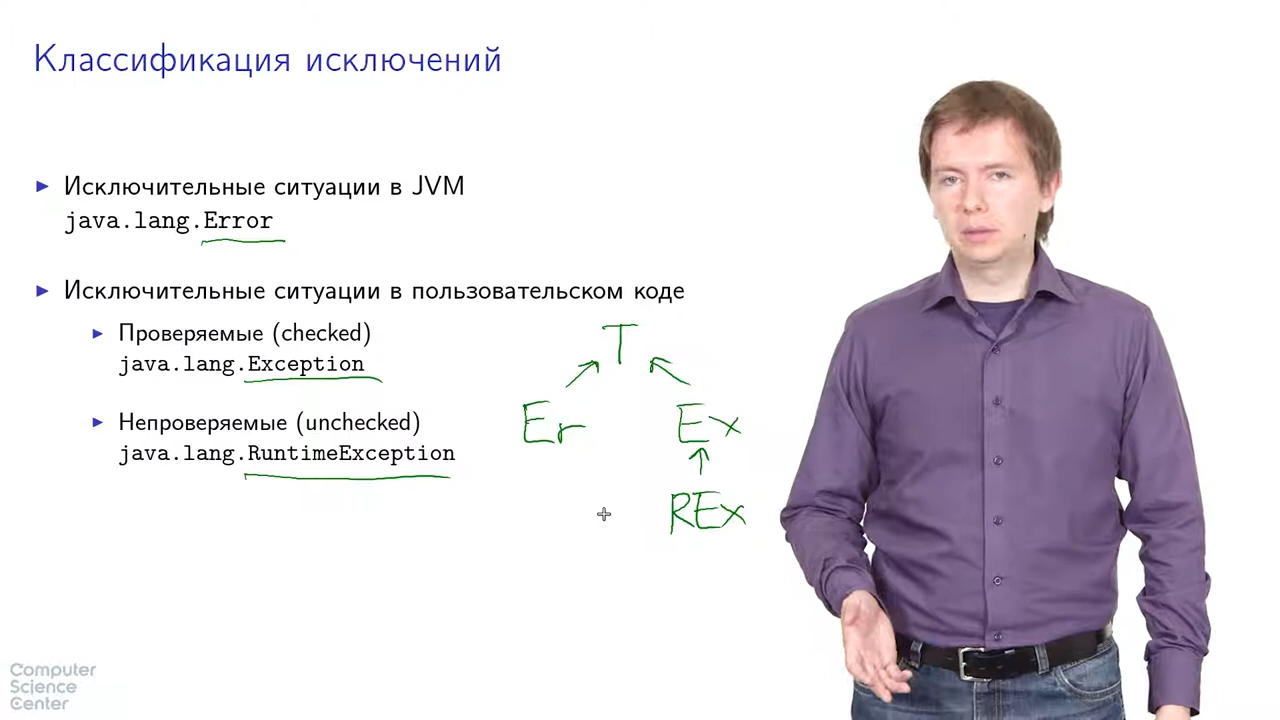 Классификация исключений
▶ Исключительные ситуации в JVM
java.lang.Error
▶ Исключительные ситуации в пользовательском коде
▶ Проверяемые (checked)
java.lang.Exception
▶ Непроверяемые (unchecked)
java.lang.RuntimeException
T
Er Ex
REx
Computer
Science
Center